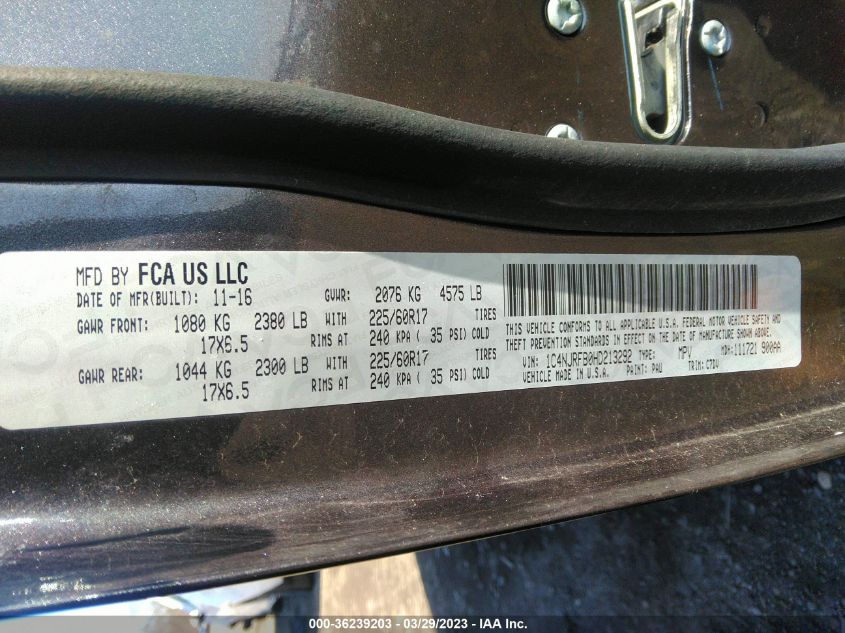 MFD BY FCA US LLC
DATE OF MFR(BUILT): 11-16 GVWR: 2076 KG 4575 LB
GAWR FRONT: 1080 KG 2380 LB WITH 225/60R17 TIRES
17X6.5 RIMS AT 240 KPA ( 35 PSI) COLD
GAWR REAR: 1044 KG 2300 LB WITH 225/60R17 TIRES
17X6.5 RIMS AT 240 KPA ( 35 PSI) COLD
THIS VEHICLE CONFORMS TO ALL APPLICABLE U.S.A. FEDERAL MOTOR VEHICLE SAFETY AND
THEFT PREVENTION STANDARDS IN EFFECT ON THE DATE OF MANUFACTURE SHOWN ABOVE.
VIN: 1C4NJRFB0HD213292 TYPE: MPV MDH: 111721 900AA
VEHICLE MADE IN U.S.A. PAINT: PAU TRIM: C7DV
000-36239203 - 03/29/2023 - IAA Inc.